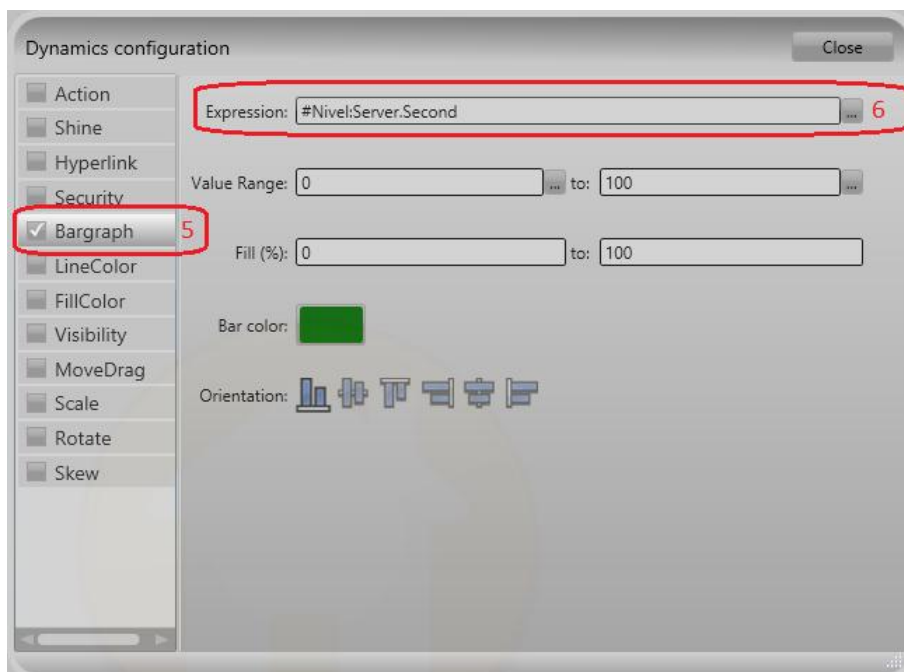 Dynamics configuration
Close
Action
Shine
Hyperlink
Security
Bargraph
5
LineColor
FillColor
Visibility
MoveDrag
Scale
Rotate
Skew
Expression: #Nivel:Server.Second ... 6
Value Range: 0 ... to: 100 ...
Fill (%): 0 to: 100
Bar color:
Orientation: